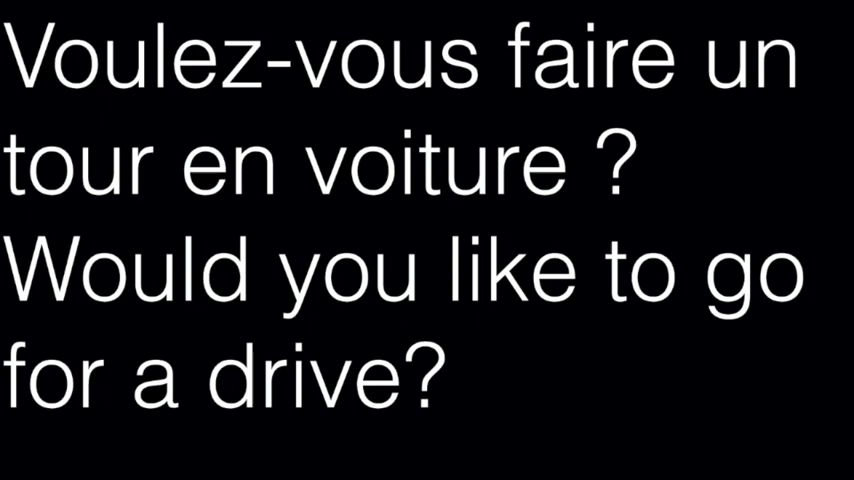 Voulez-vous faire un
tour en voiture ?
Would you like to go
for a drive?